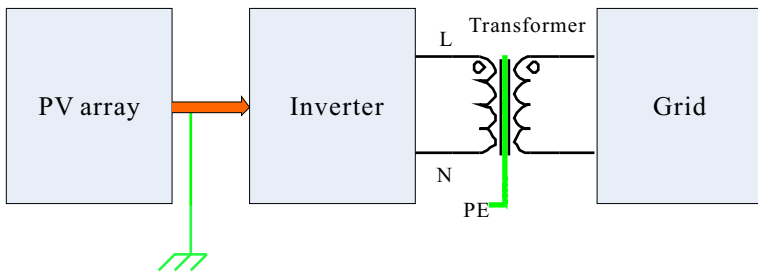 Transformer
L
PV array
Inverter
Grid
N
PE